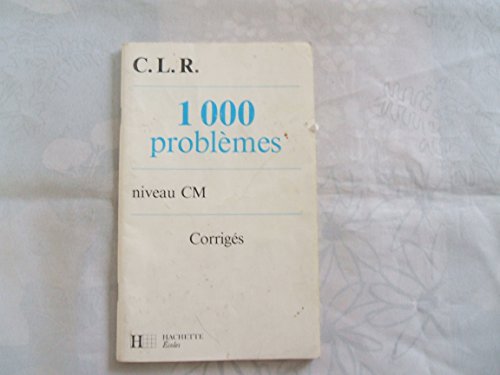 C.L.R.
1 000
problèmes
niveau CM
Corrigés
H HACHETTE
Écoles